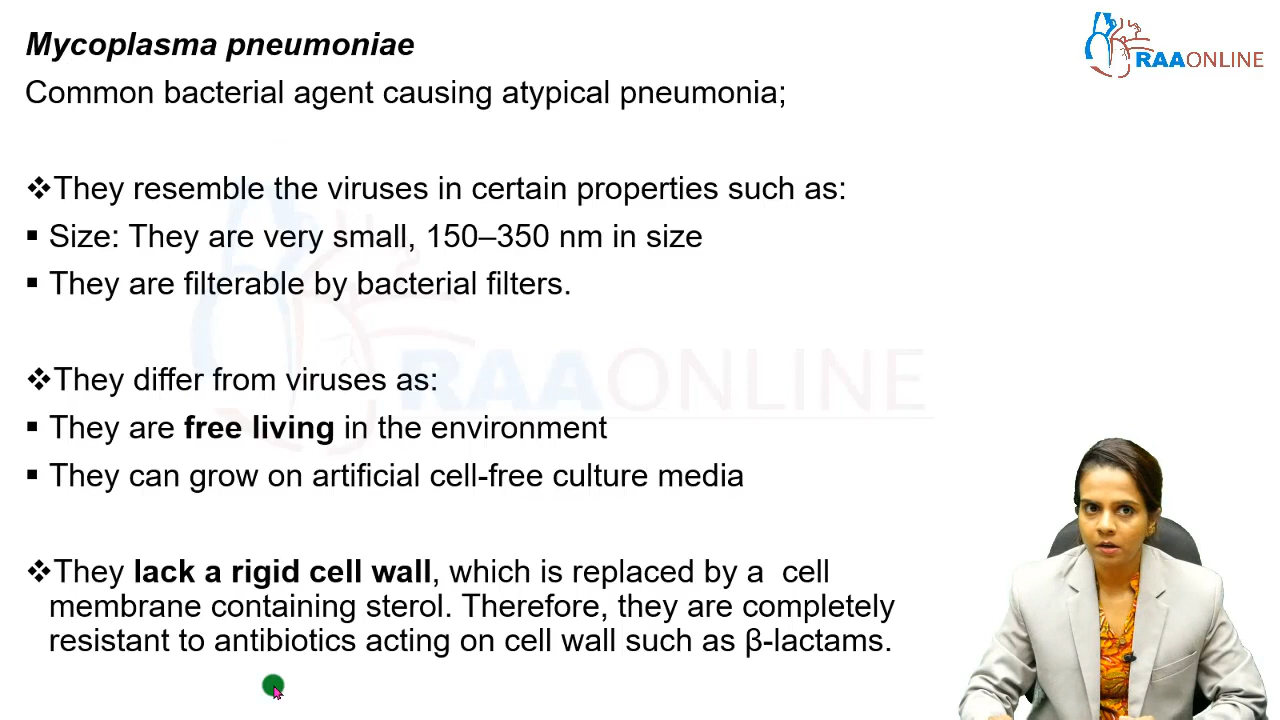 Mycoplasma pneumoniae
RAAONLINE
Common bacterial agent causing atypical pneumonia;
❖They resemble the viruses in certain properties such as:
▪ Size: They are very small, 150–350 nm in size
▪ They are filterable by bacterial filters.
RAAONLINE
❖They differ from viruses as:
▪ They are free living in the environment
▪ They can grow on artificial cell-free culture media
❖They lack a rigid cell wall, which is replaced by a cell
membrane containing sterol. Therefore, they are completely
resistant to antibiotics acting on cell wall such as β-lactams.